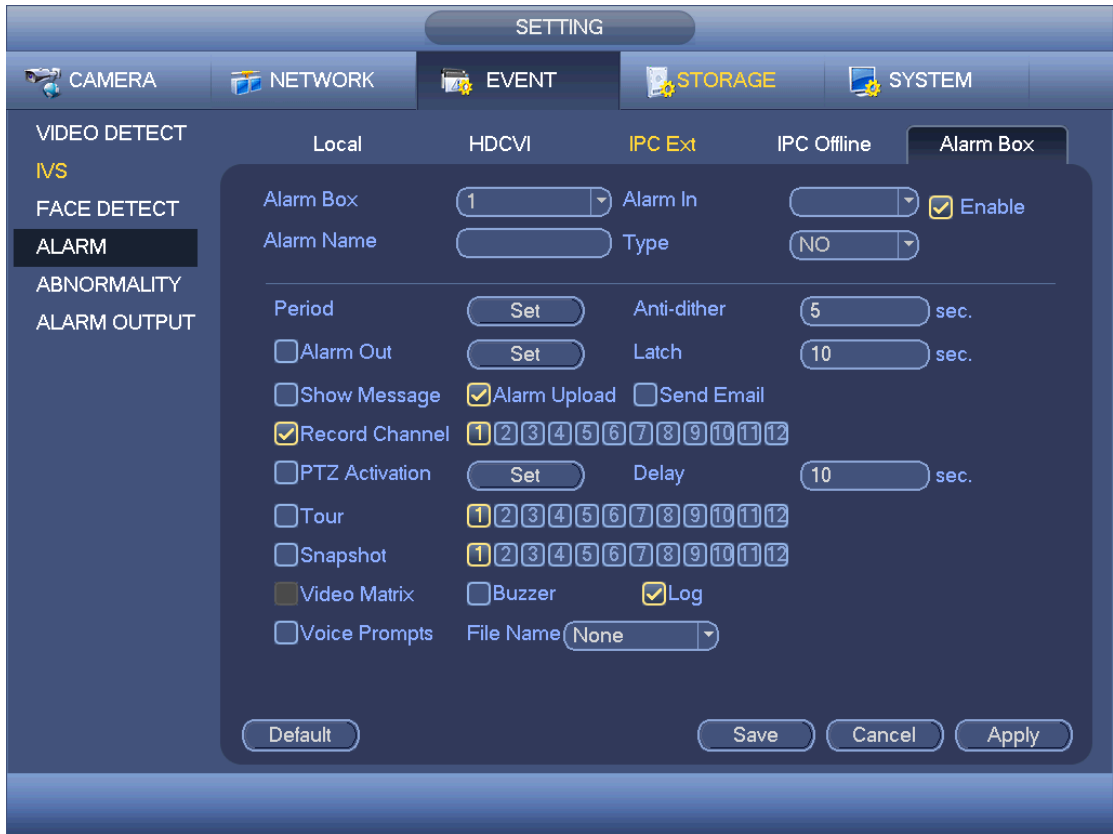 SETTING
CAMERA NETWORK EVENT STORAGE SYSTEM
VIDEO DETECT
IVS
FACE DETECT
ALARM
ABNORMALITY
ALARM OUTPUT
Local HDCVI IPC Ext IPC Offline Alarm Box
Alarm Box 1 Alarm In Enable
Alarm Name Type NO
Period Set Anti-dither 5 sec.
Alarm Out Set Latch 10 sec.
Show Message Alarm Upload Send Email
Record Channel 1 2 3 4 5 6 7 8 9 10 11 12
PTZ Activation Set Delay 10 sec.
Tour 1 2 3 4 5 6 7 8 9 10 11 12
Snapshot 1 2 3 4 5 6 7 8 9 10 11 12
Video Matrix Buzzer Log
Voice Prompts File Name None
Default Save Cancel Apply